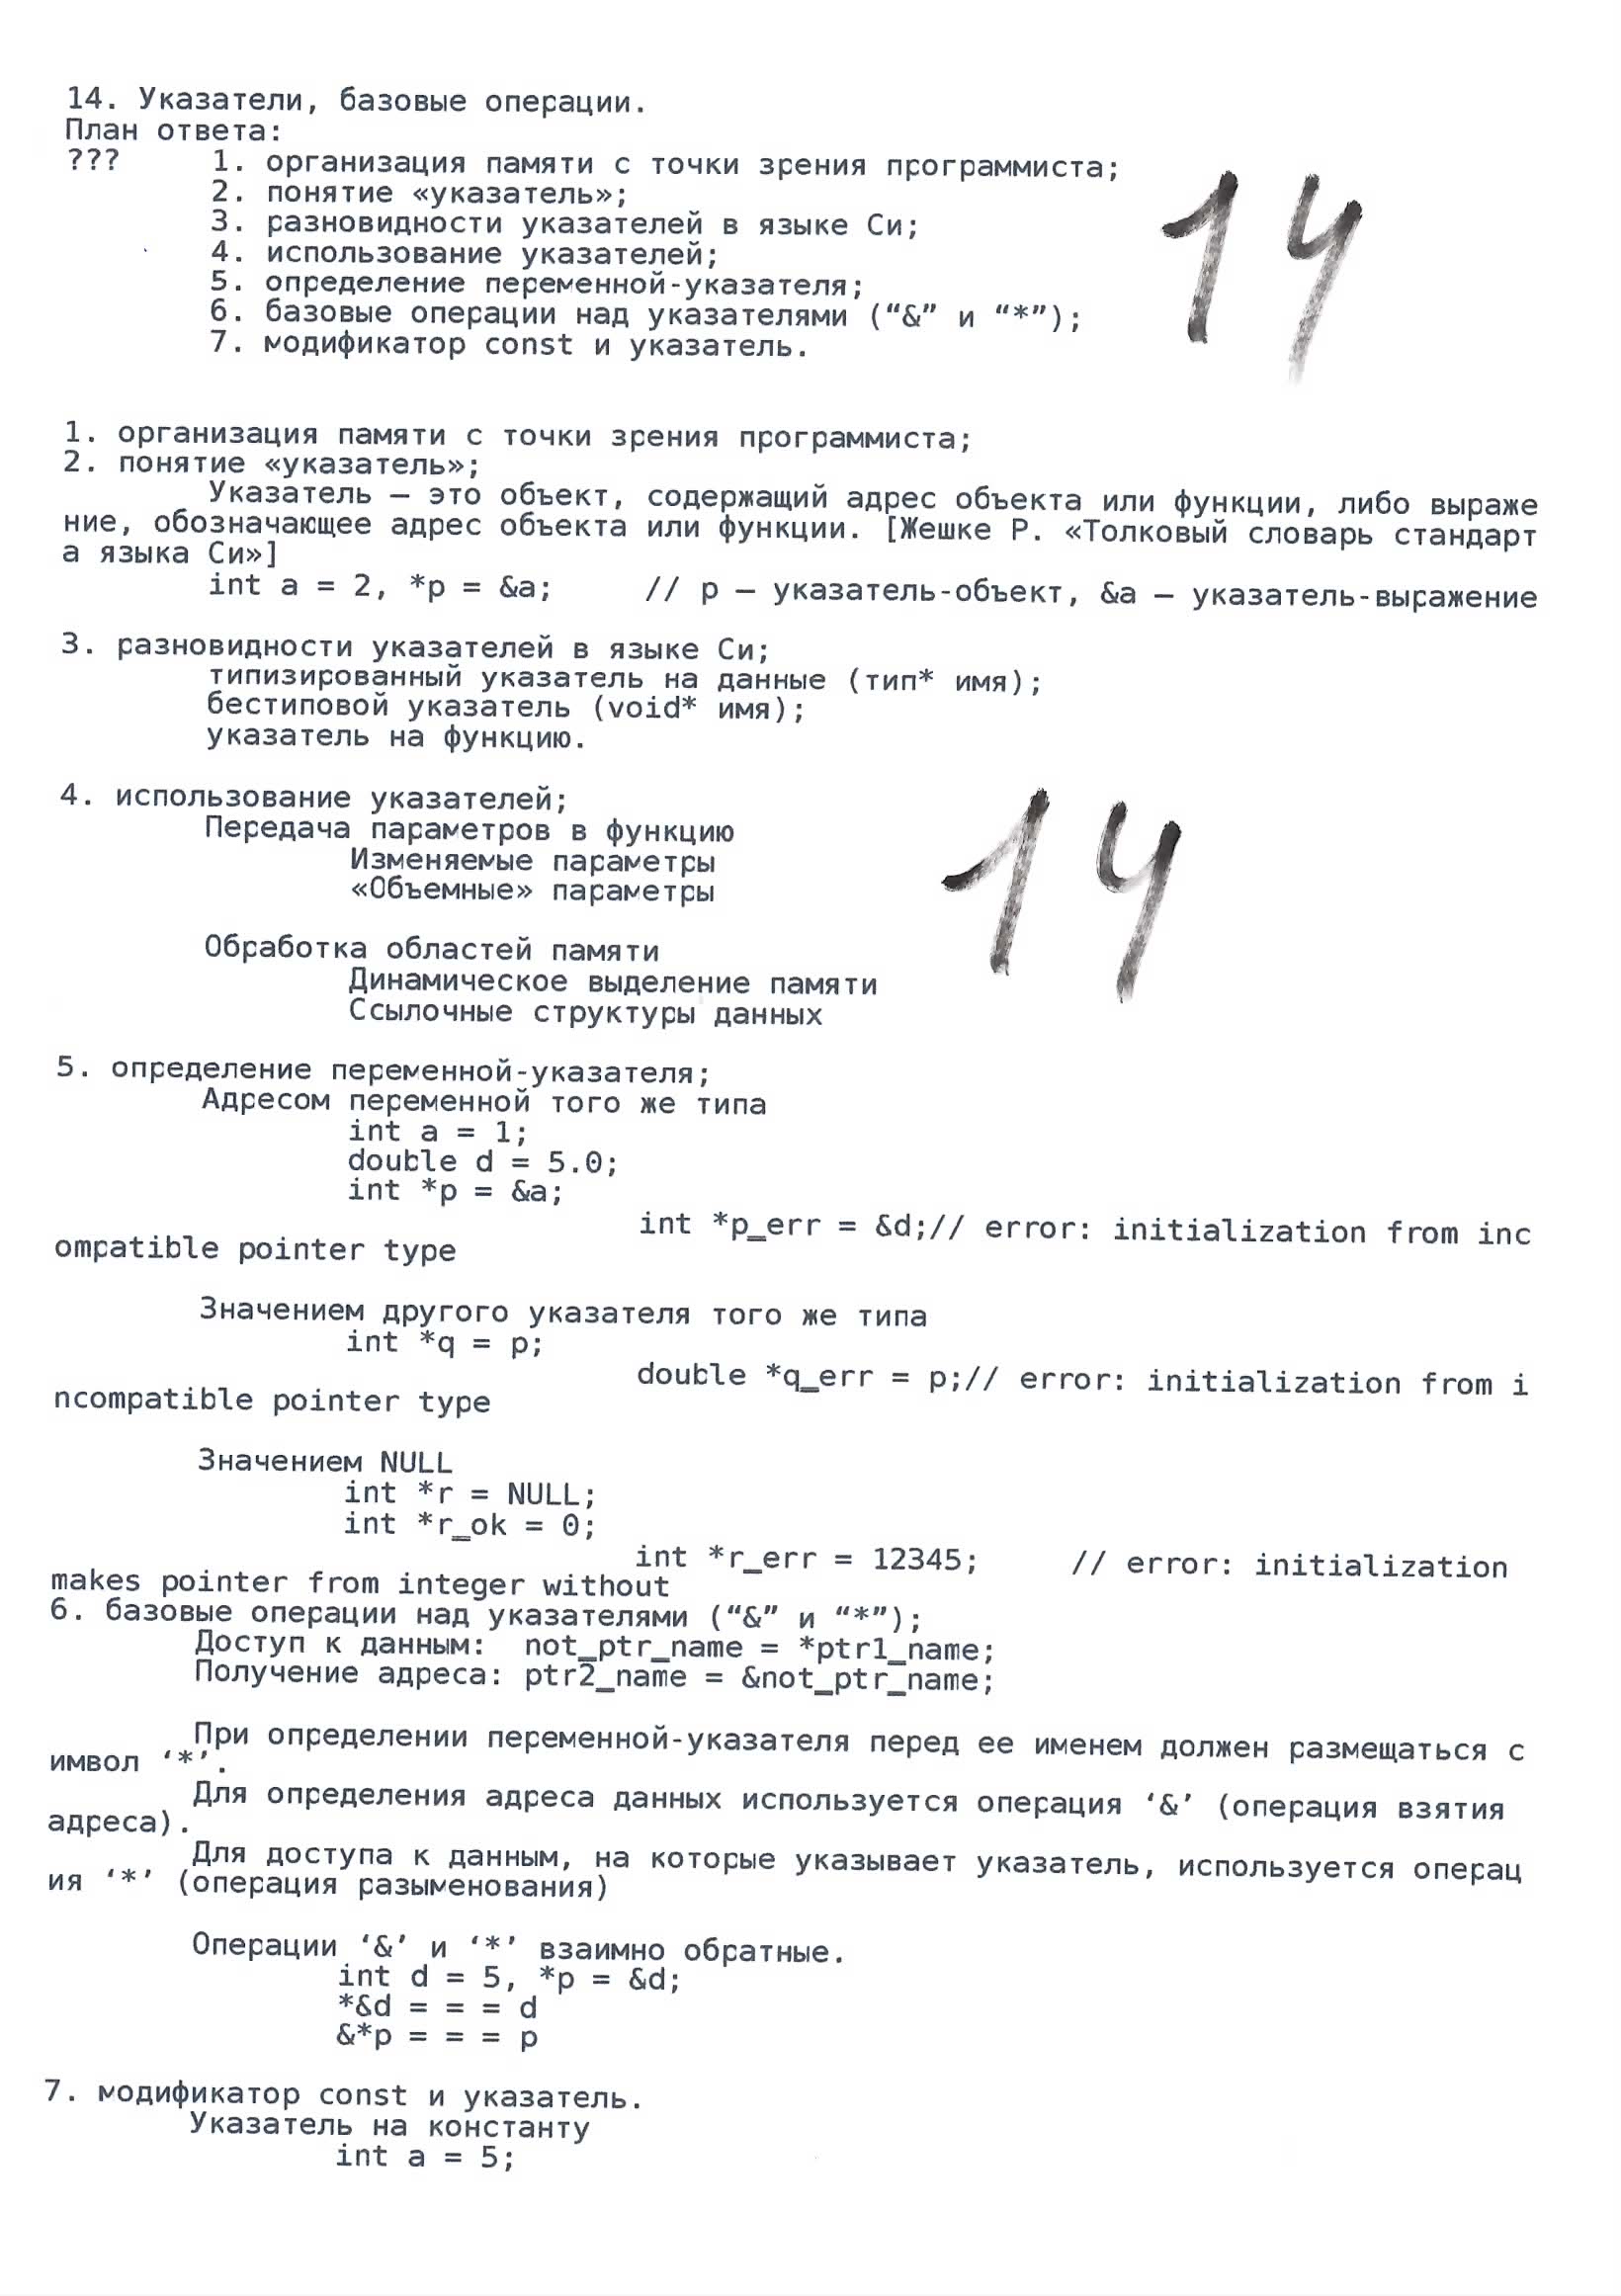 14. Указатели, базовые операции.
План ответа:
???     1. организация памяти с точки зрения программиста;
        2. понятие «указатель»;
        3. разновидности указателей в языке Си;
        4. использование указателей;
        5. определение переменной-указателя;
        6. базовые операции над указателями (“&” и “*”);
        7. модификатор const и указатель.
14
1. организация памяти с точки зрения программиста;
2. понятие «указатель»;
        Указатель — это объект, содержащий адрес объекта или функции, либо выраже
ние, обозначающее адрес объекта или функции. [Жешке Р. «Толковый словарь стандарт
а языка Си»]
        int a = 2, *p = &a;     // p — указатель-объект, &a — указатель-выражение
3. разновидности указателей в языке Си;
        типизированный указатель на данные (тип* имя);
        бестиповой указатель (void* имя);
        указатель на функцию.
4. использование указателей;
        Передача параметров в функцию
                Изменяемые параметры
                «Объемные» параметры
14
        Обработка областей памяти
                Динамическое выделение памяти
                Ссылочные структуры данных
5. определение переменной-указателя;
        Адресом переменной того же типа
                int a = 1;
                double d = 5.0;
                int *p = &a;
                                int *p_err = &d;// error: initialization from inc
ompatible pointer type
        Значением другого указателя того же типа
                int *q = p;
                                double *q_err = p;// error: initialization from i
ncompatible pointer type
        Значением NULL
                int *r = NULL;
                int *r_ok = 0;
                                int *r_err = 12345;     // error: initialization
makes pointer from integer without
6. базовые операции над указателями (“&” и “*”);
        Доступ к данным:  not_ptr_name = *ptr1_name;
        Получение адреса: ptr2_name = &not_ptr_name;
        При определении переменной-указателя перед ее именем должен размещаться с
имвол ‘*’.
        Для определения адреса данных используется операция ‘&’ (операция взятия
адреса).
        Для доступа к данным, на которые указывает указатель, используется операц
ия ‘*’ (операция разыменования)
        Операции ‘&’ и ‘*’ взаимно обратные.
                int d = 5, *p = &d;
                *&d = = = d
                &*p = = = p
7. модификатор const и указатель.
        Указатель на константу
                int a = 5;